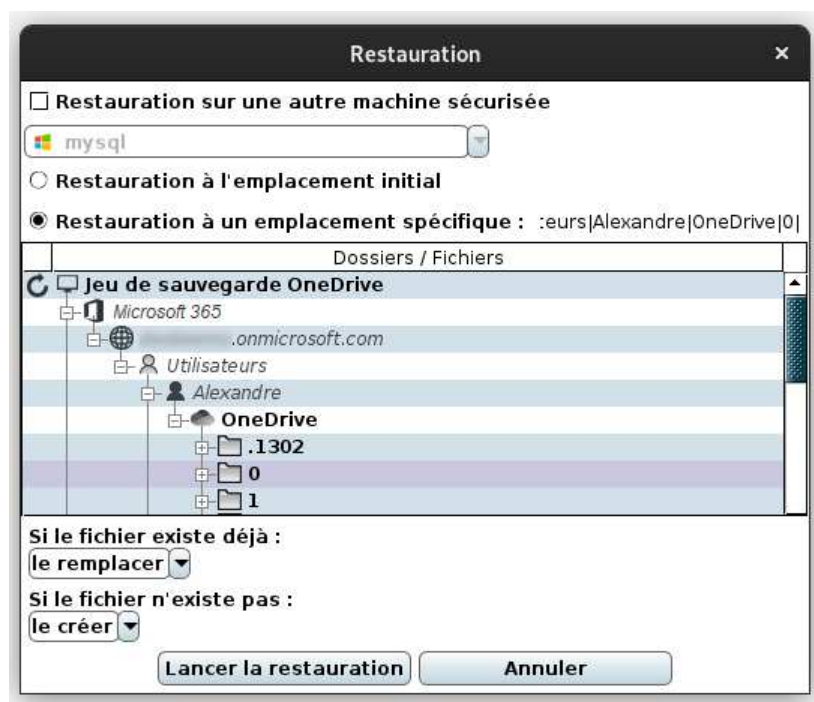 Restauration
Restauration sur une autre machine sécurisée
mysql
Restauration à l'emplacement initial
Restauration à un emplacement spécifique : :eurs|Alexandre|OneDrive|0|
Dossiers / Fichiers
Jeu de sauvegarde OneDrive
Microsoft 365
.onmicrosoft.com
Utilisateurs
Alexandre
OneDrive
.1302
0
1
Si le fichier existe déjà :
le remplacer
Si le fichier n'existe pas :
le créer
Lancer la restauration Annuler